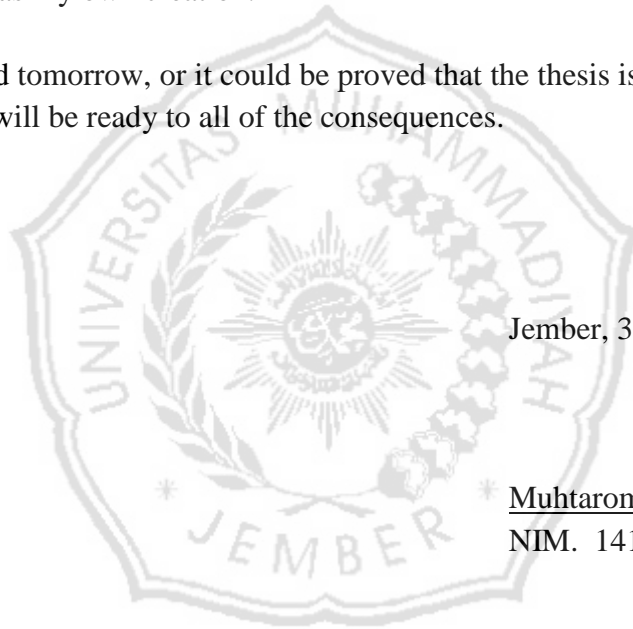 d tomorrow, or it could be proved that the thesis is
will be ready to all of the consequences.
UNIVERSITAS MUHAMMADIYAH
Jember, 3
Muhtarom
NIM. 141
* JEMBER *